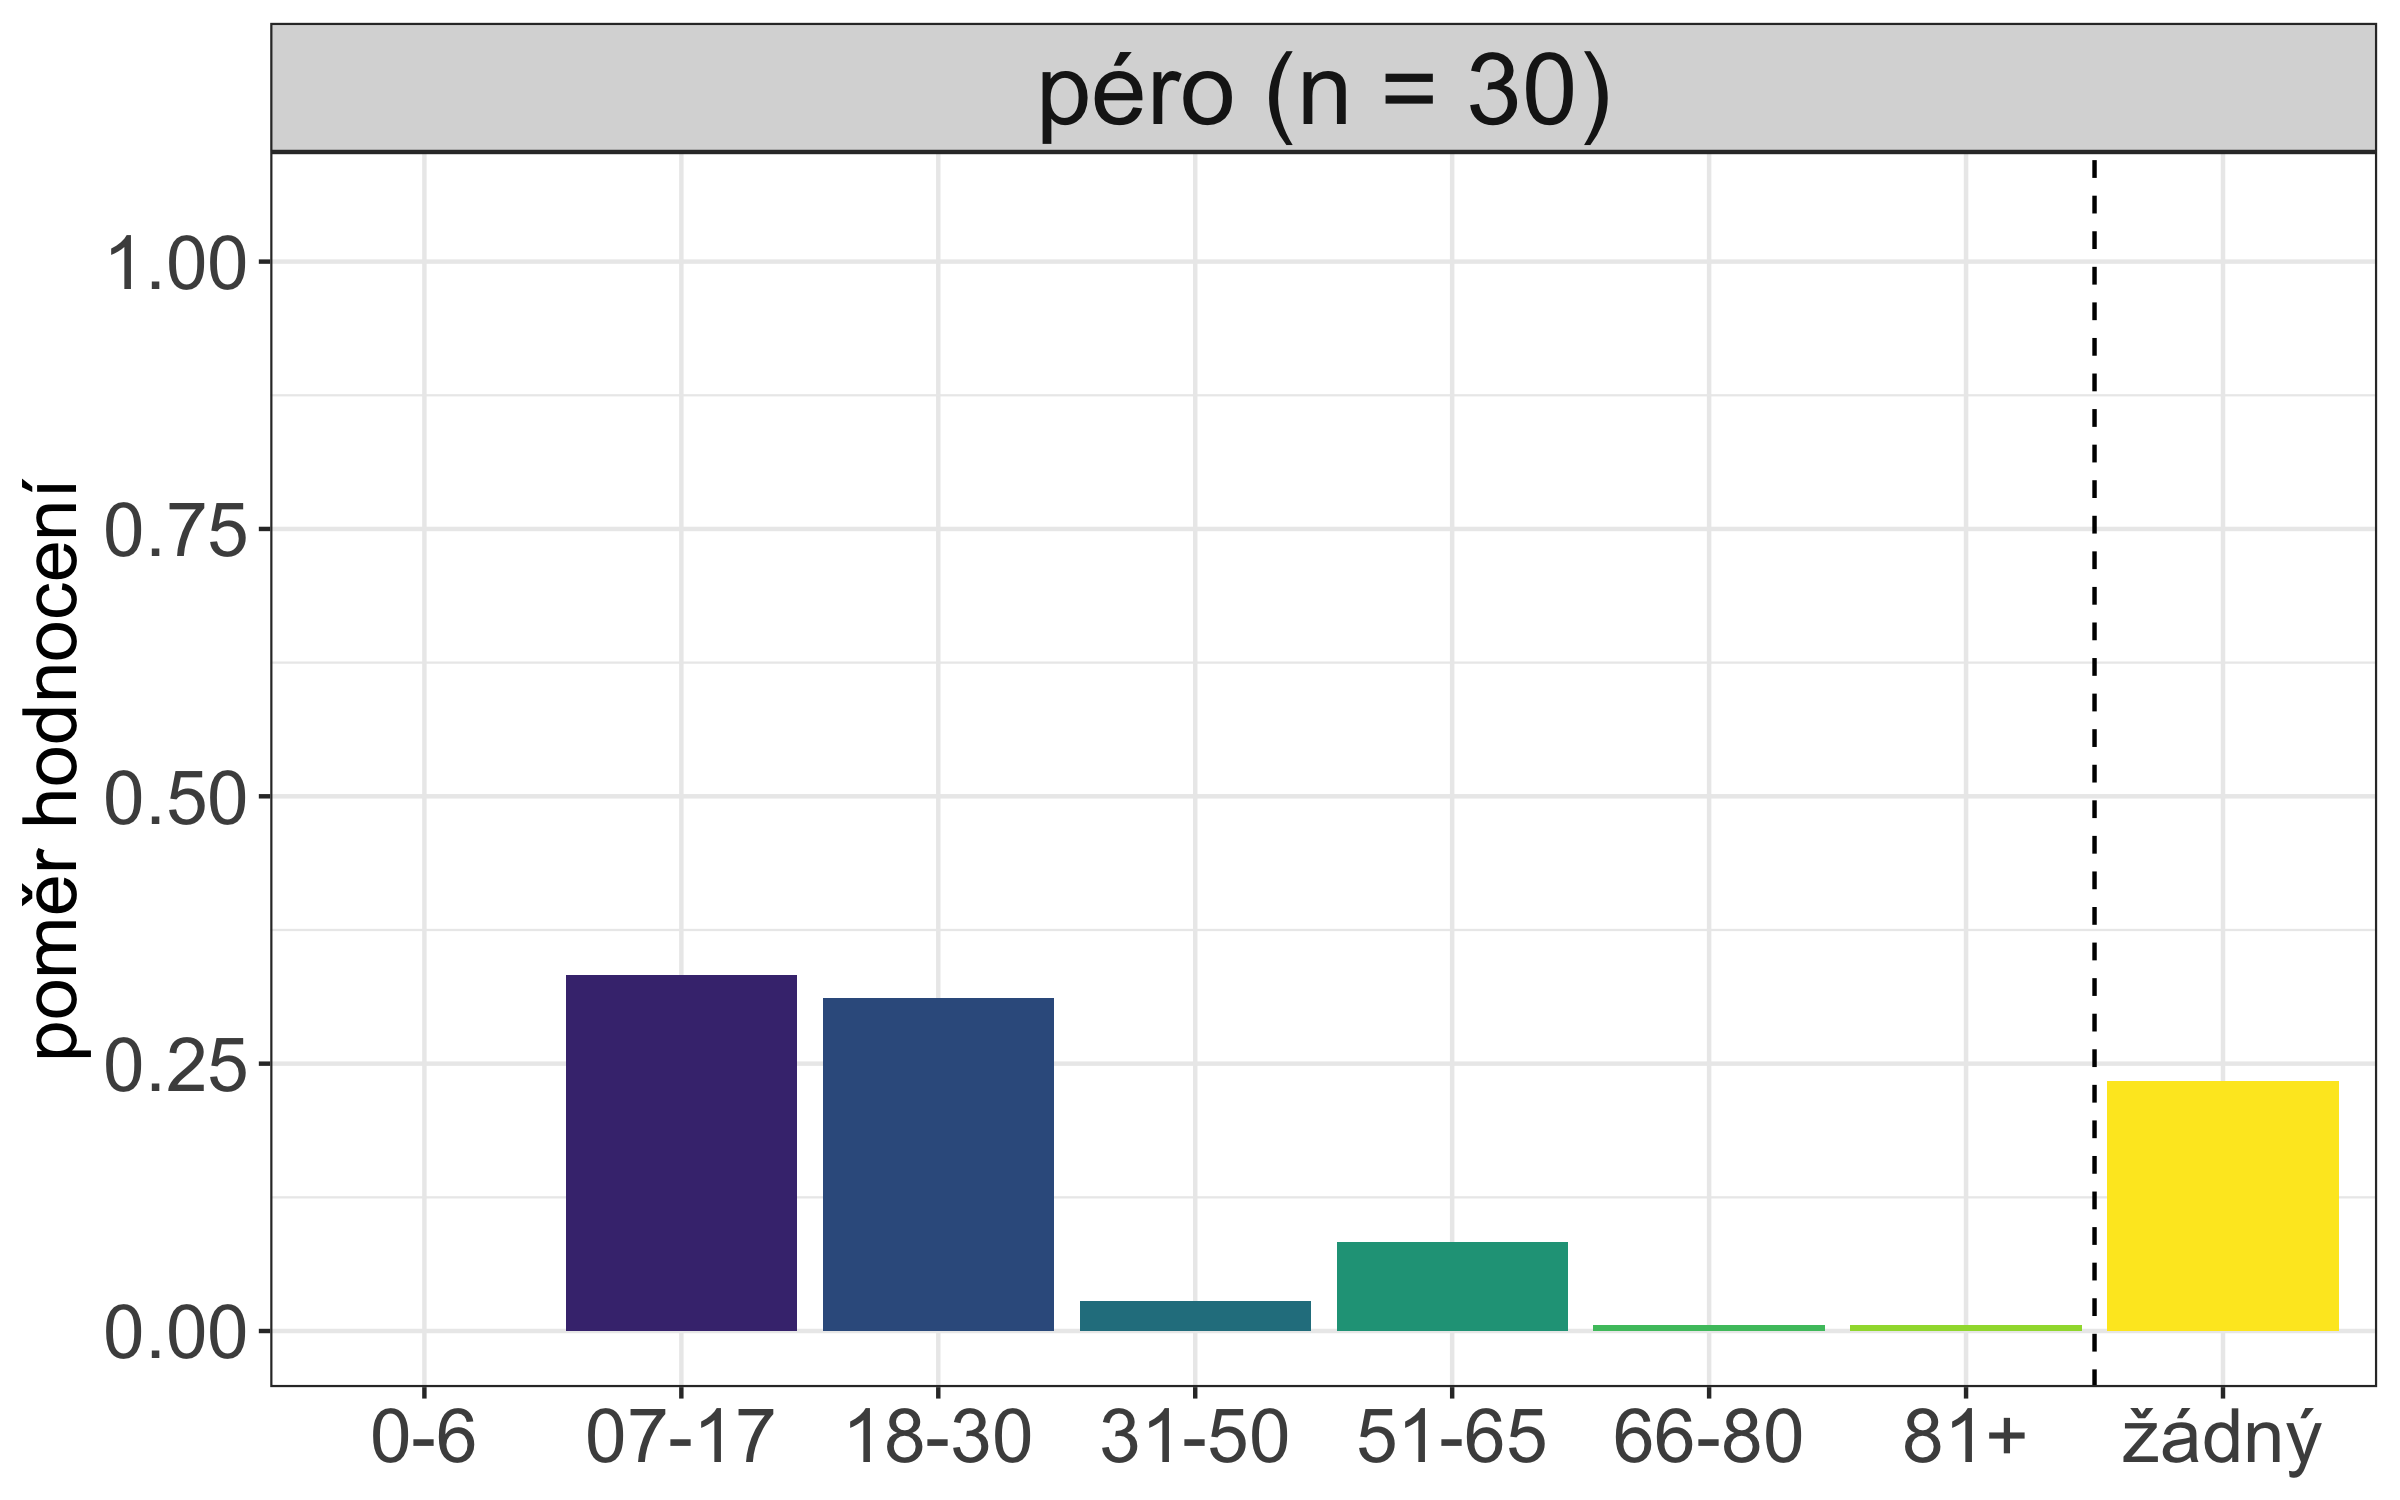 péro (n = 30)
poměr hodnocení
1.00
0.75
0.50
0.25
0.00
0-6 07-17 18-30 31-50 51-65 66-80 81+ žádný